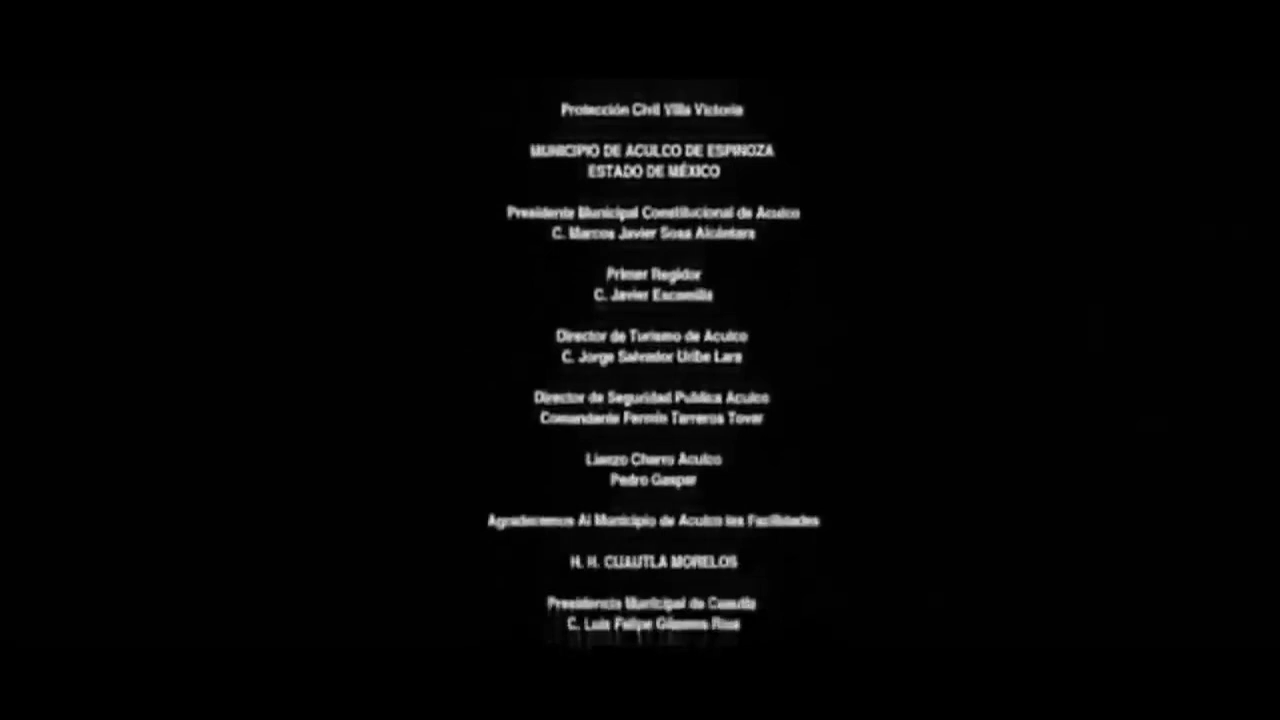 Protección Civil Villa Victoria
MUNICIPIO DE ACULCO DE ESPINOZA
ESTADO DE MÉXICO
Presidente Municipal Constitucional de Aculco
C. Marcos Javier Sosa Alcántara
Primer Regidor
C. Javier Escamilla
Director de Turismo de Aculco
C. Jorge Salvador Uribe Lara
Director de Seguridad Publica Aculco
Comandante Fermín Terreros Tovar
Lienzo Charro Aculco
Pedro Gaspar
Agradecemos Al Municipio de Aculco las Facilidades
H. H. CUAUTLA MORELOS
Presidencia Municipal de Cuautla
C. Luis Felipe